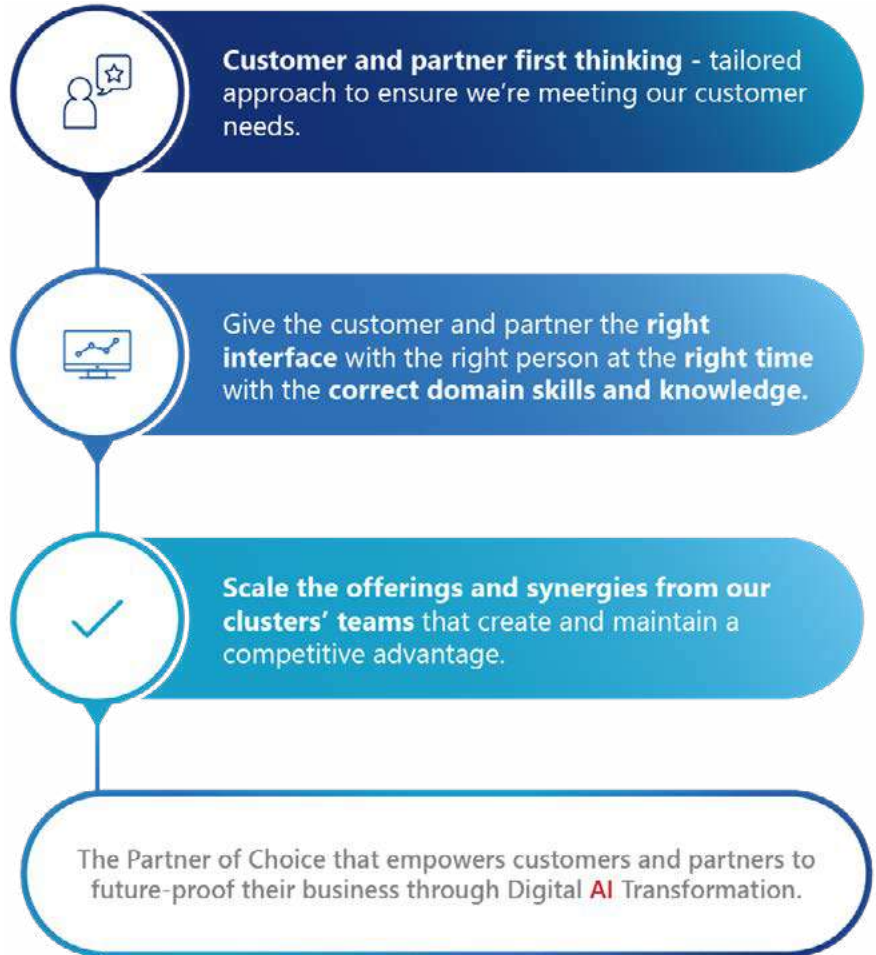 Customer and partner first thinking - tailored
approach to ensure we're meeting our customer
needs.
Give the customer and partner the right
interface with the right person at the right time
with the correct domain skills and knowledge.
Scale the offerings and synergies from our
clusters' teams that create and maintain a
competitive advantage.
The Partner of Choice that empowers customers and partners to
future-proof their business through Digital AI Transformation.